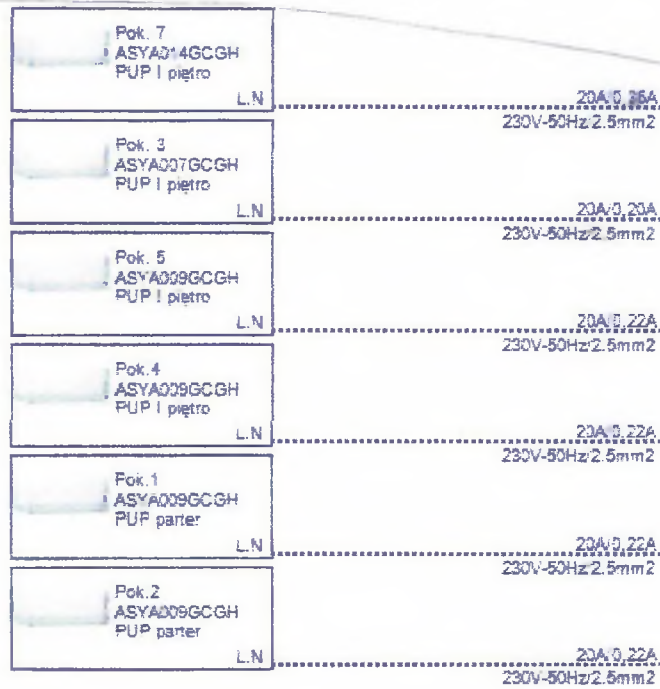 Pok. 7
ASYA014GCGH
PUP I piętro
L.N
20A/0,36A
230V-50Hz/2.5mm2
Pok. 3
ASYA007GCGH
PUP I piętro
L.N
20A/0,20A
230V-50Hz/2.5mm2
Pok. 5
ASYA009GCGH
PUP I piętro
L.N
20A/0,22A
230V-50Hz/2.5mm2
Pok.4
ASYA009GCGH
PUP I piętro
L.N
20A/0,22A
230V-50Hz/2.5mm2
Pok.1
ASYA009GCGH
PUP parter
L.N
20A/0,22A
230V-50Hz/2.5mm2
Pok.2
ASYA009GCGH
PUP parter
L.N
20A/0,22A
230V-50Hz/2.5mm2